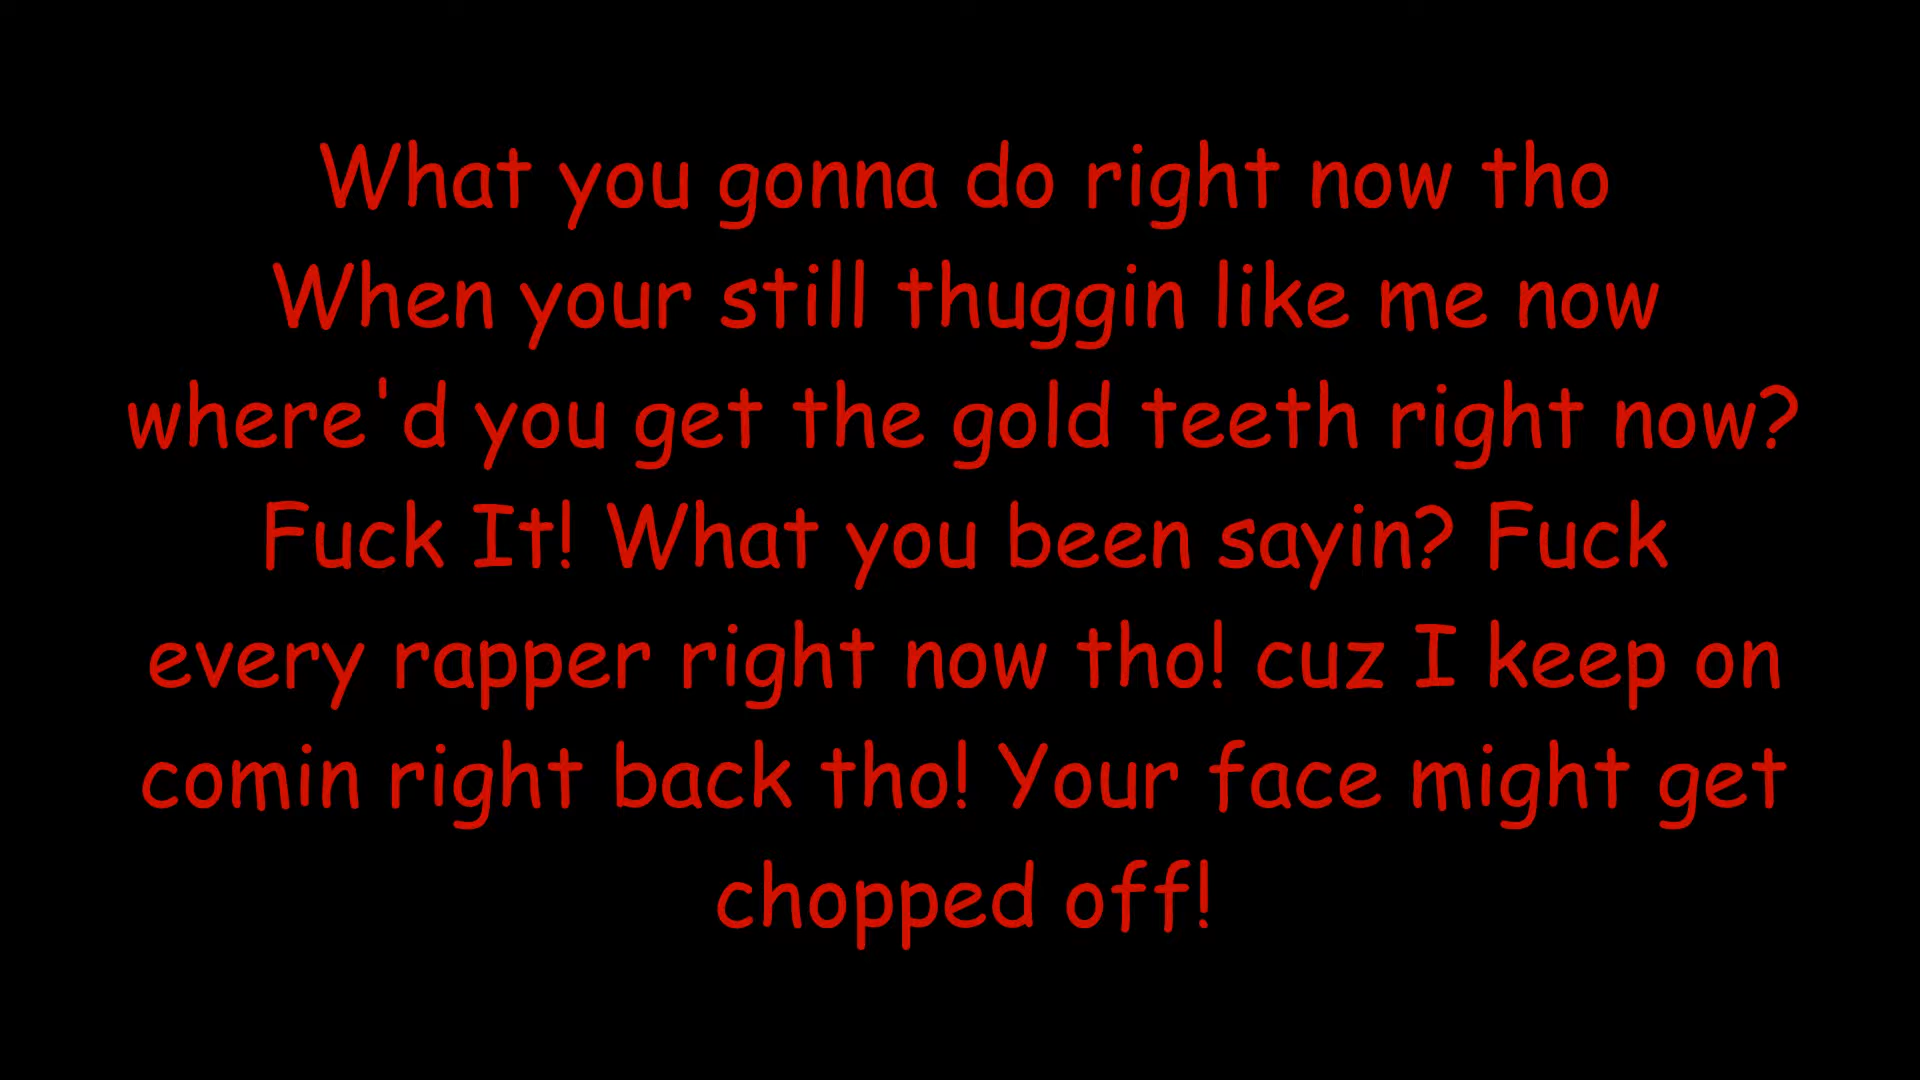 What you gonna do right now tho
When your still thuggin like me now
where'd you get the gold teeth right now?
Fuck It! What you been sayin? Fuck
every rapper right now tho! cuz I keep on
comin right back tho! Your face might get
chopped off!